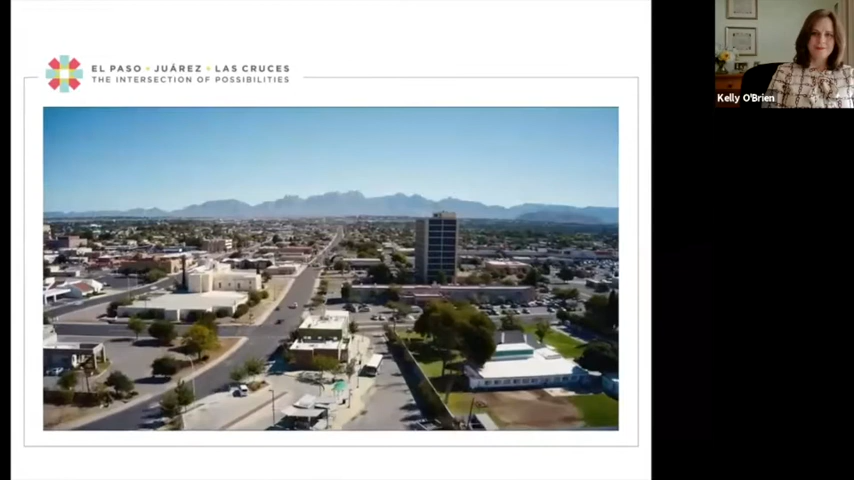 EL PASO • JUÁREZ • LAS CRUCES
THE INTERSECTION OF POSSIBILITIES
Kelly O'Brien